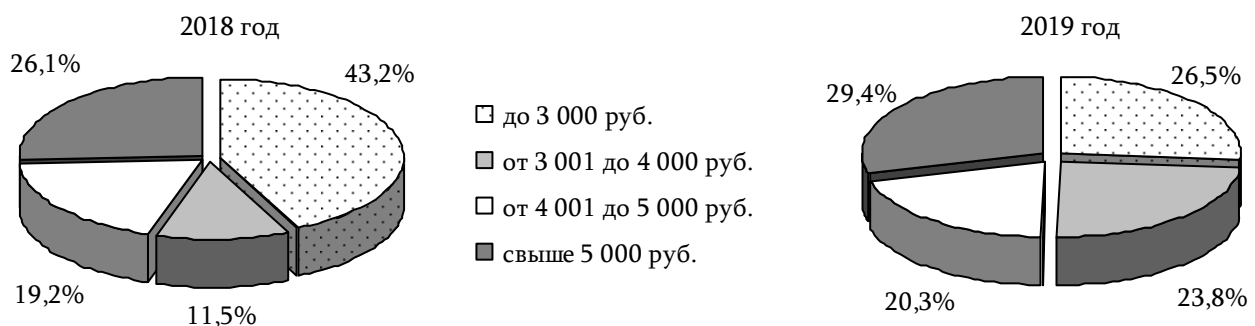 2018 год
26,1%
43,2%
19,2%
11,5%
до 3 000 руб.
от 3 001 до 4 000 руб.
от 4 001 до 5 000 руб.
свыше 5 000 руб.
2019 год
29,4%
26,5%
20,3%
23,8%